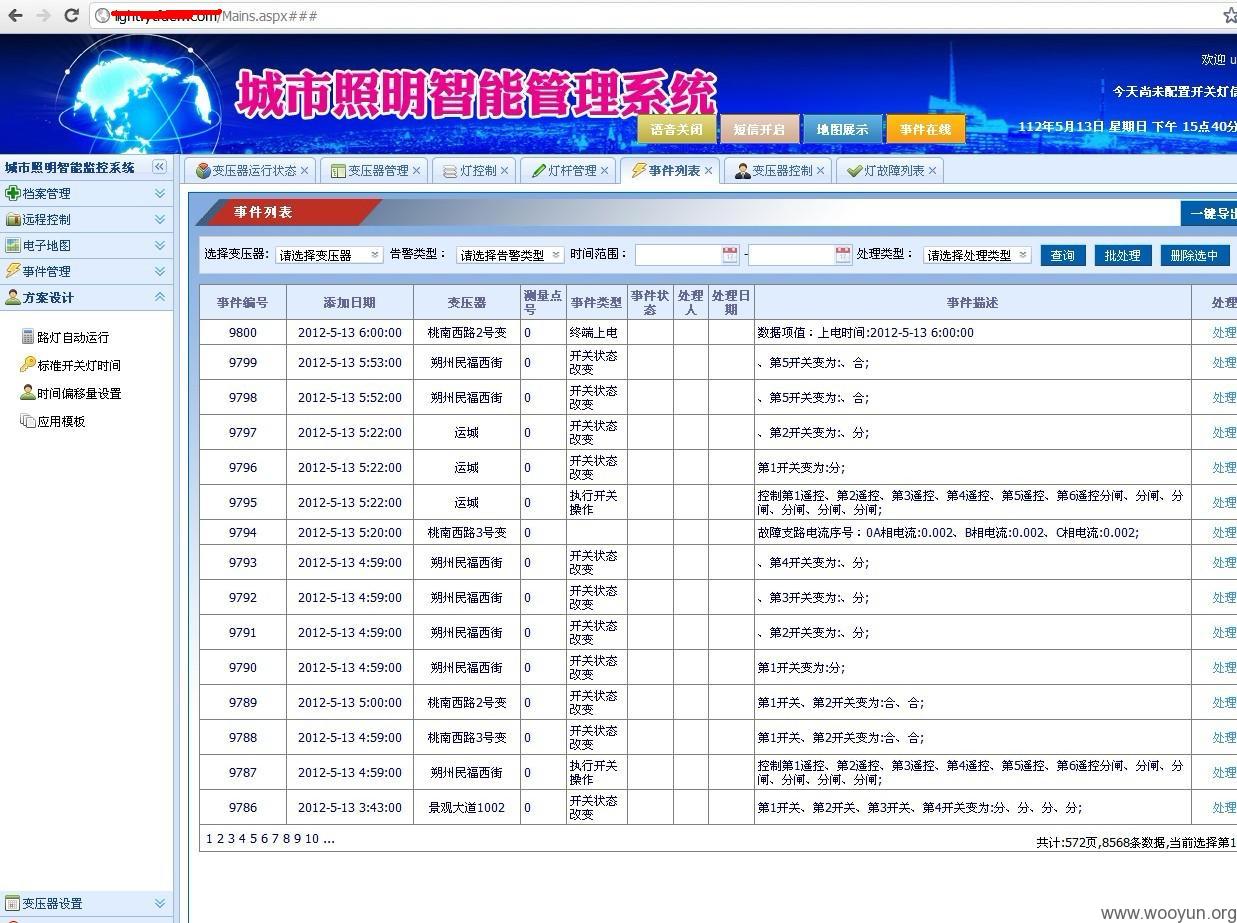 /Mains.aspx###
城市照明智能管理系统
欢迎 u
今天尚未配置开关灯信
语音关闭 短信开启 地图展示 事件在线
112年5月13日 星期日 下午 15点40分
城市照明智能监控系统
档案管理
远程控制
电子地图
事件管理
方案设计
路灯自动运行
标准开关灯时间
时间偏移量设置
应用模板
变压器设置
变压器运行状态 变压器管理 灯控制 灯杆管理 事件列表 变压器控制 灯故障列表
事件列表
一键导出
选择变压器: 请选择变压器 告警类型： 请选择告警类型 时间范围： - 处理类型： 请选择处理类型 查询 批处理 删除选中
事件编号 添加日期 变压器 测量点号 事件类型 事件状态 处理人 处理日期 事件描述 处理
9800 2012-5-13 6:00:00 桃南西路2号变 0 终端上电 数据项值：上电时间:2012-5-13 6:00:00 处理
9799 2012-5-13 5:53:00 朔州民福西街 0 开关状态改变 、第5开关变为:、合; 处理
9798 2012-5-13 5:52:00 朔州民福西街 0 开关状态改变 、第5开关变为:、合; 处理
9797 2012-5-13 5:22:00 运城 0 开关状态改变 、第2开关变为:、分; 处理
9796 2012-5-13 5:22:00 运城 0 开关状态改变 第1开关变为:分; 处理
9795 2012-5-13 5:22:00 运城 0 执行开关操作 控制第1遥控、第2遥控、第3遥控、第4遥控、第5遥控、第6遥控分闸、分闸、分闸、分闸、分闸、分闸; 处理
9794 2012-5-13 5:20:00 桃南西路3号变 0 故障支路电流序号：0A相电流:0.002、B相电流:0.002、C相电流:0.002; 处理
9793 2012-5-13 4:59:00 朔州民福西街 0 开关状态改变 、第4开关变为:、分; 处理
9792 2012-5-13 4:59:00 朔州民福西街 0 开关状态改变 、第3开关变为:、分; 处理
9791 2012-5-13 4:59:00 朔州民福西街 0 开关状态改变 、第2开关变为:、分; 处理
9790 2012-5-13 4:59:00 朔州民福西街 0 开关状态改变 第1开关变为:分; 处理
9789 2012-5-13 5:00:00 桃南西路2号变 0 开关状态改变 第1开关、第2开关变为:合、合; 处理
9788 2012-5-13 4:59:00 桃南西路3号变 0 开关状态改变 第1开关、第2开关变为:合、合; 处理
9787 2012-5-13 4:59:00 朔州民福西街 0 执行开关操作 控制第1遥控、第2遥控、第3遥控、第4遥控、第5遥控、第6遥控分闸、分闸、分闸、分闸、分闸、分闸; 处理
9786 2012-5-13 3:43:00 景观大道1002 0 开关状态改变 第1开关、第2开关、第3开关、第4开关变为:分、分、分、分; 处理
1 2 3 4 5 6 7 8 9 10 ...
共计:572页,8568条数据,当前选择第1
www.wooyun.org